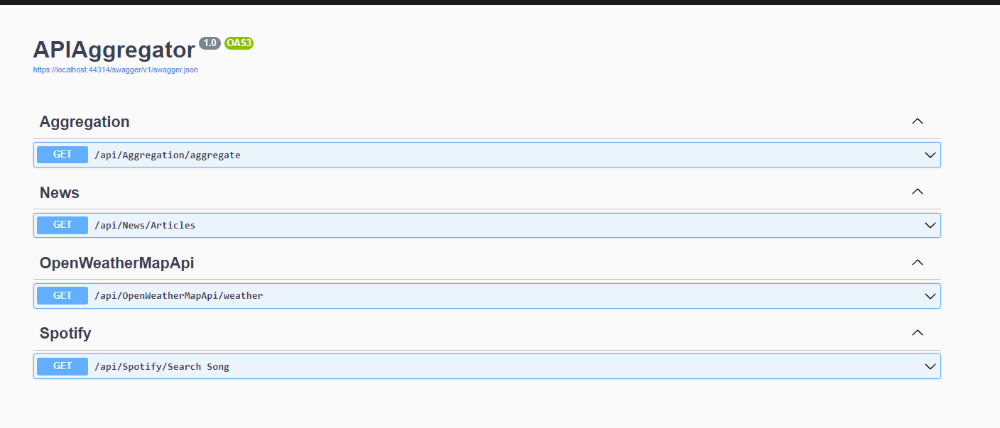 APIAggregator 1.0 OAS3
https://localhost:44314/swagger/v1/swagger.json
Aggregation
GET /api/Aggregation/aggregate
News
GET /api/News/Articles
OpenWeatherMapApi
GET /api/OpenWeatherMapApi/weather
Spotify
GET /api/Spotify/Search Song